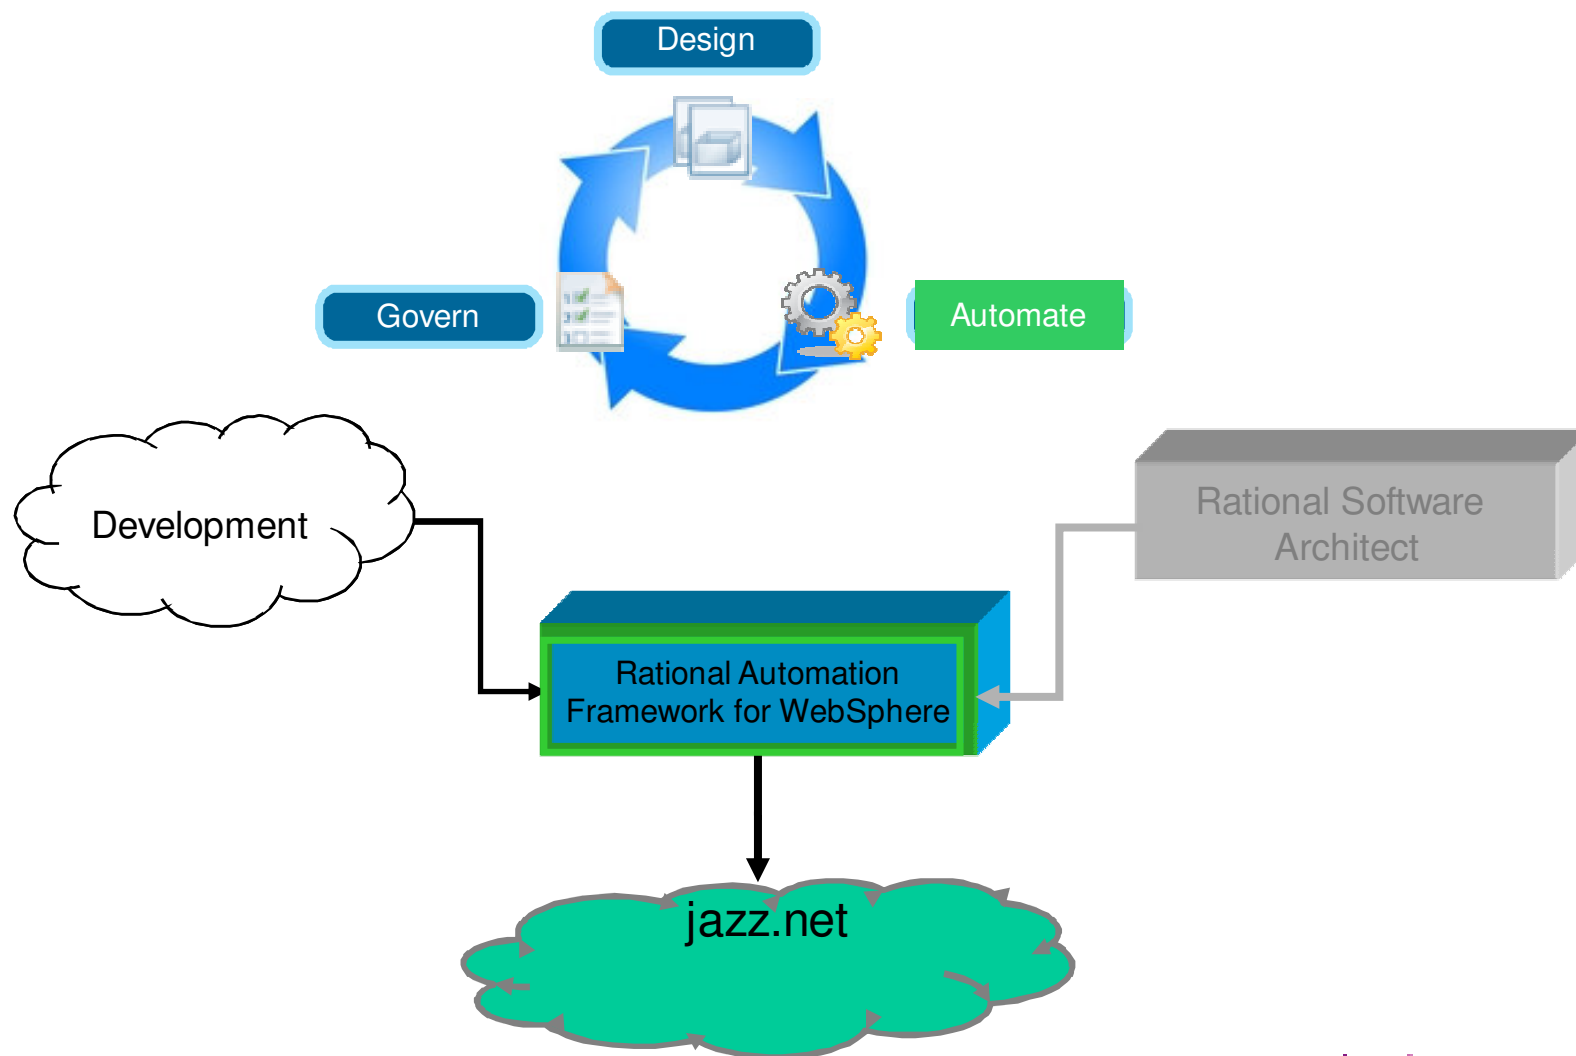 Design
Govern
Automate
Development
Rational Software
Architect
Rational Automation
Framework for WebSphere
jazz.net